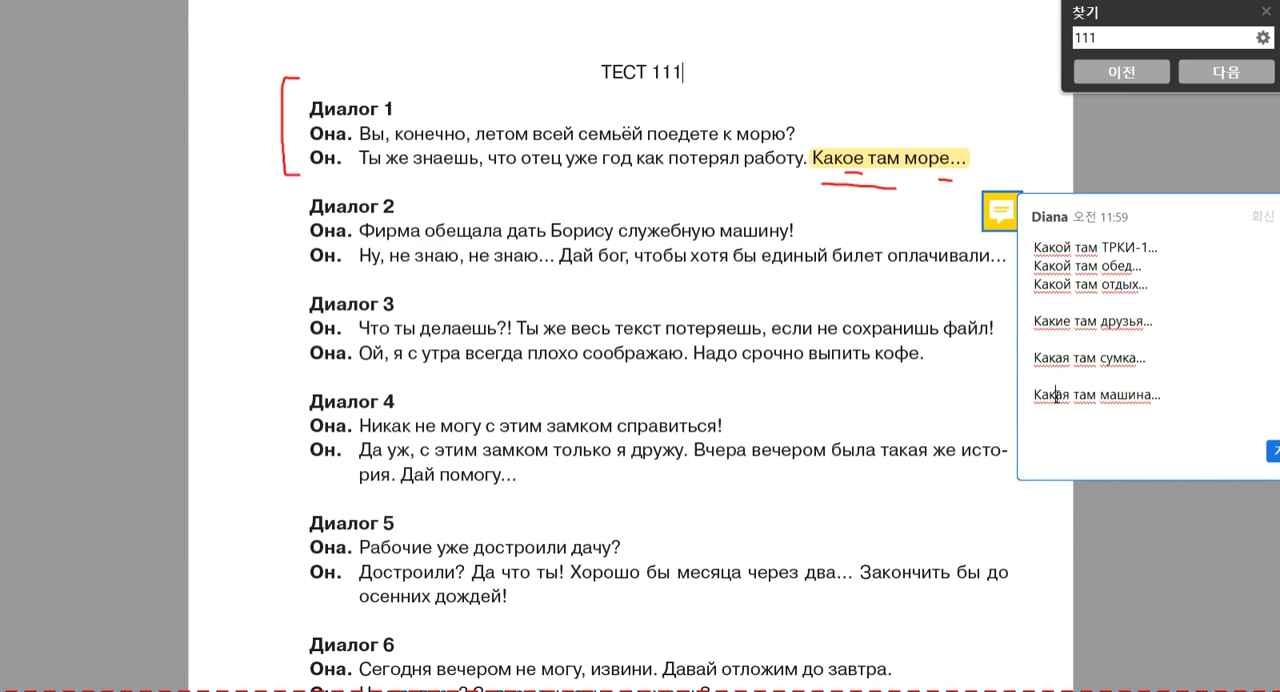 찾기
111
이전
다음
ТЕСТ 111
Диалог 1
Она. Вы, конечно, летом всей семьёй поедете к морю?
Он. Ты же знаешь, что отец уже год как потерял работу. Какое там море...
Диалог 2
Она. Фирма обещала дать Борису служебную машину!
Он. Ну, не знаю, не знаю... Дай бог, чтобы хотя бы единый билет оплачивали...
Диалог 3
Он. Что ты делаешь?! Ты же весь текст потеряешь, если не сохранишь файл!
Она. Ой, я с утра всегда плохо соображаю. Надо срочно выпить кофе.
Диалог 4
Она. Никак не могу с этим замком справиться!
Он. Да уж, с этим замком только я дружу. Вчера вечером была такая же исто-
рия. Дай помогу...
Диалог 5
Она. Рабочие уже достроили дачу?
Он. Достроили? Да что ты! Хорошо бы месяца через два... Закончить бы до
осенних дождей!
Диалог 6
Она. Сегодня вечером не могу, извини. Давай отложим до завтра.
Diana 오전 11:59
회신
Какой там ТРКИ-1...
Какой там обед...
Какой там отдых...
Какие там друзья...
Какая там сумка...
Какая там машина...